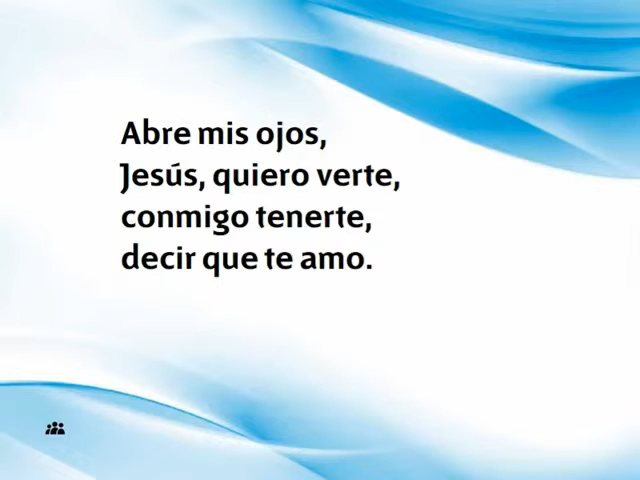 Abre mis ojos,
Jesús, quiero verte,
conmigo tenerte,
decir que te amo.